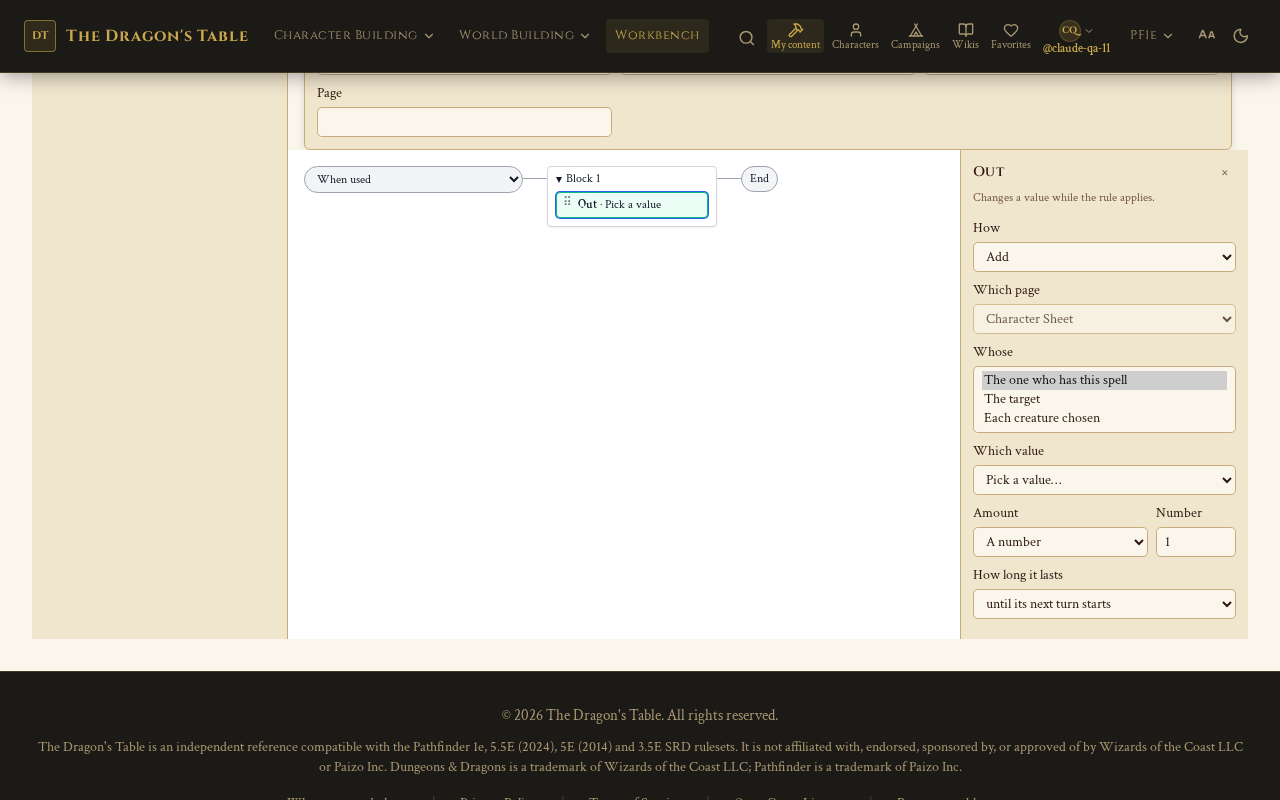 DT The Dragon's Table Character Building World Building Workbench My content Characters Campaigns Wikis Favorites CQ_ @claude-qa-11 PF1e AA
Page
When used
▾ Block 1
Out · Pick a value
End
Out ×
Changes a value while the rule applies.
How
Add
Which page
Character Sheet
Whose
The one who has this spell
The target
Each creature chosen
Which value
Pick a value…
Amount Number
A number 1
How long it lasts
until its next turn starts
© 2026 The Dragon's Table. All rights reserved.
The Dragon's Table is an independent reference compatible with the Pathfinder 1e, 5.5E (2024), 5E (2014) and 3.5E SRD rulesets. It is not affiliated with, endorsed, sponsored by, or approved of by Wizards of the Coast LLC
or Paizo Inc. Dungeons & Dragons is a trademark of Wizards of the Coast LLC; Pathfinder is a trademark of Paizo Inc.